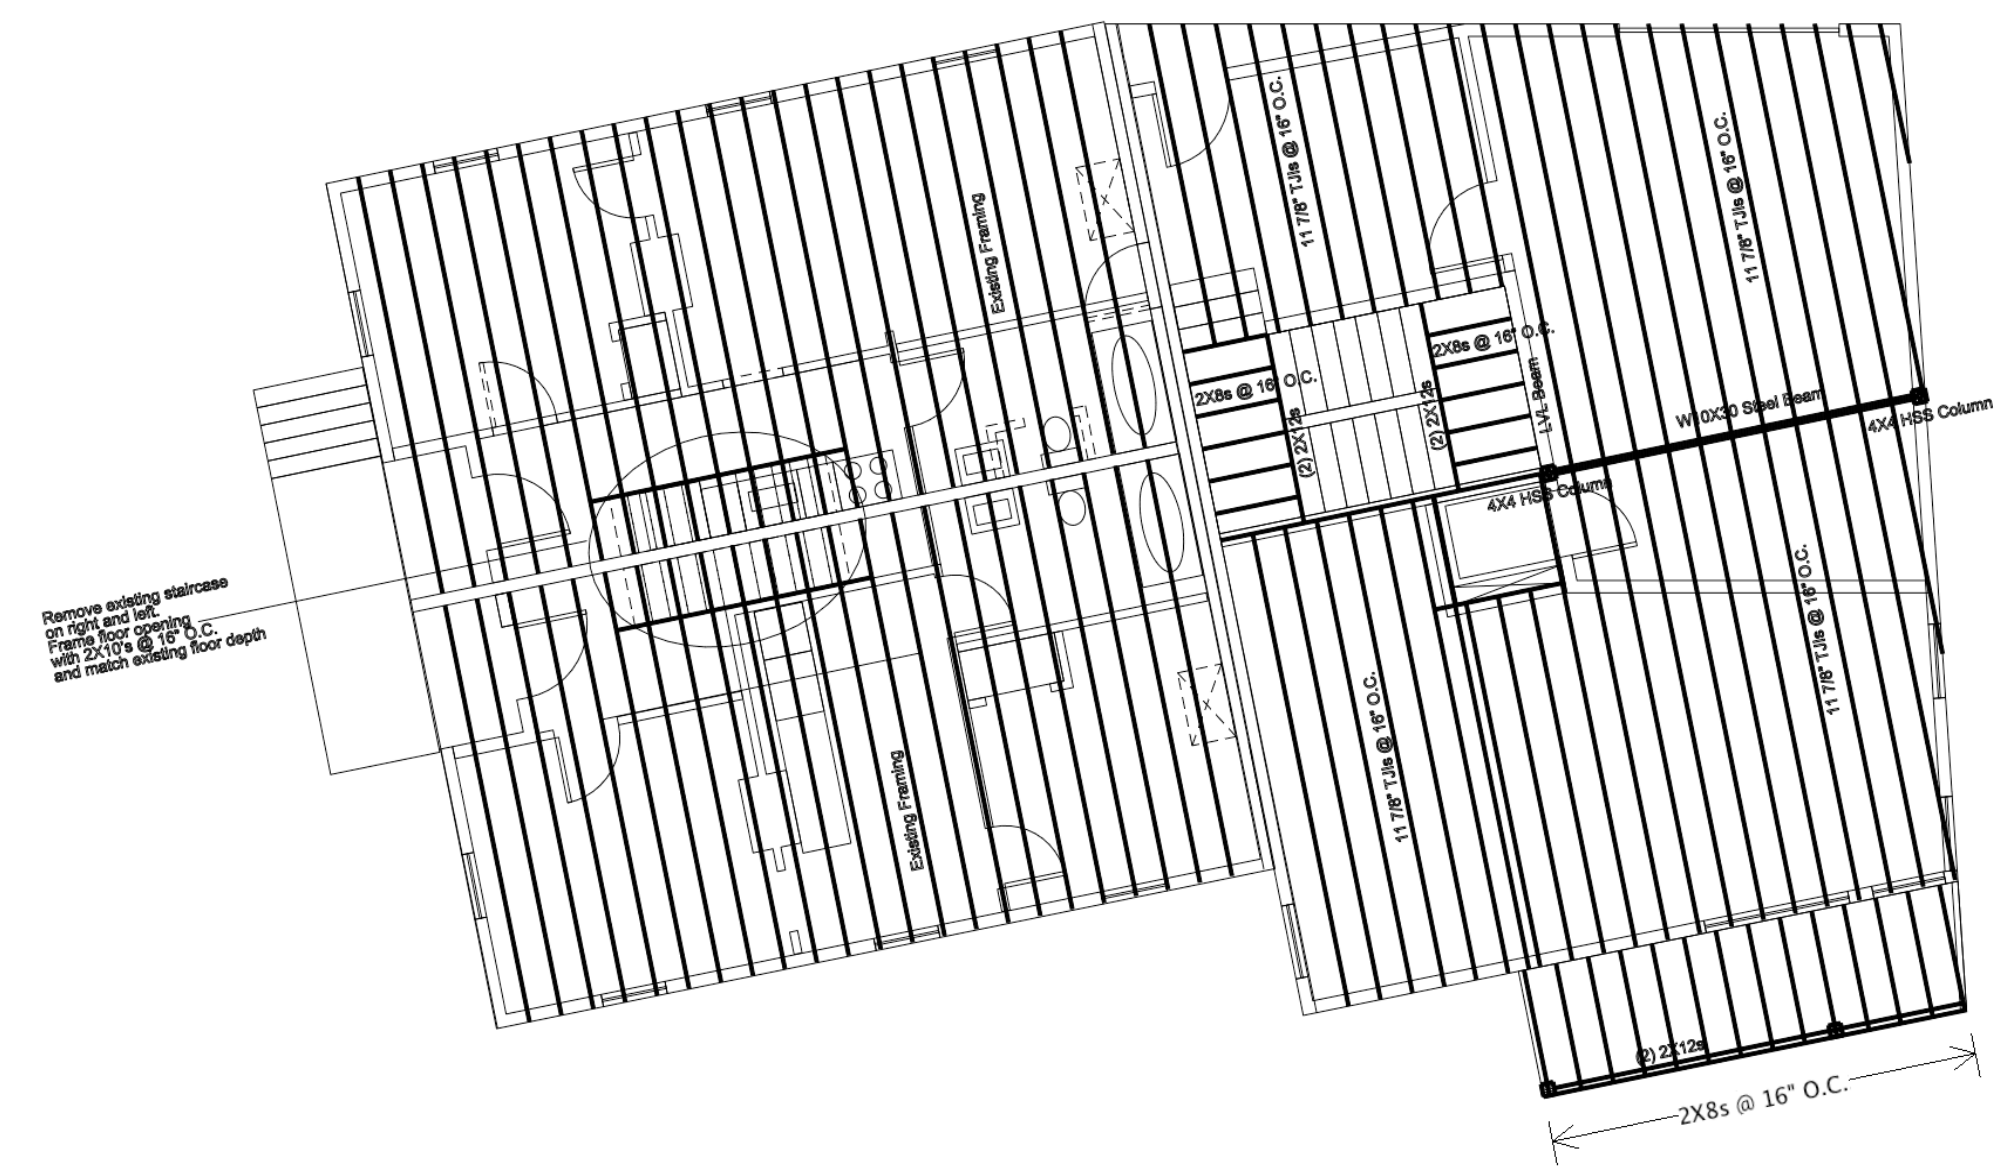 11 7/8" TJIs @ 16" O.C.
11 7/8" TJIs @ 16" O.C.
Existing Framing
2X8s @ 16" O.C.
2X8s @ 16" O.C.
(2) 2X12s
(2) 2X12s
LVL Beam
W10X30 Steel Beam
4X4 HSS Column
4X4 HSS Column
Remove existing staircase
on right and left.
Frame floor opening
with 2X10's @ 16" O.C.
and match existing floor depth
11 7/8" TJIs @ 16" O.C.
11 7/8" TJIs @ 16" O.C.
Existing Framing
(2) 2X12s
2X8s @ 16" O.C.